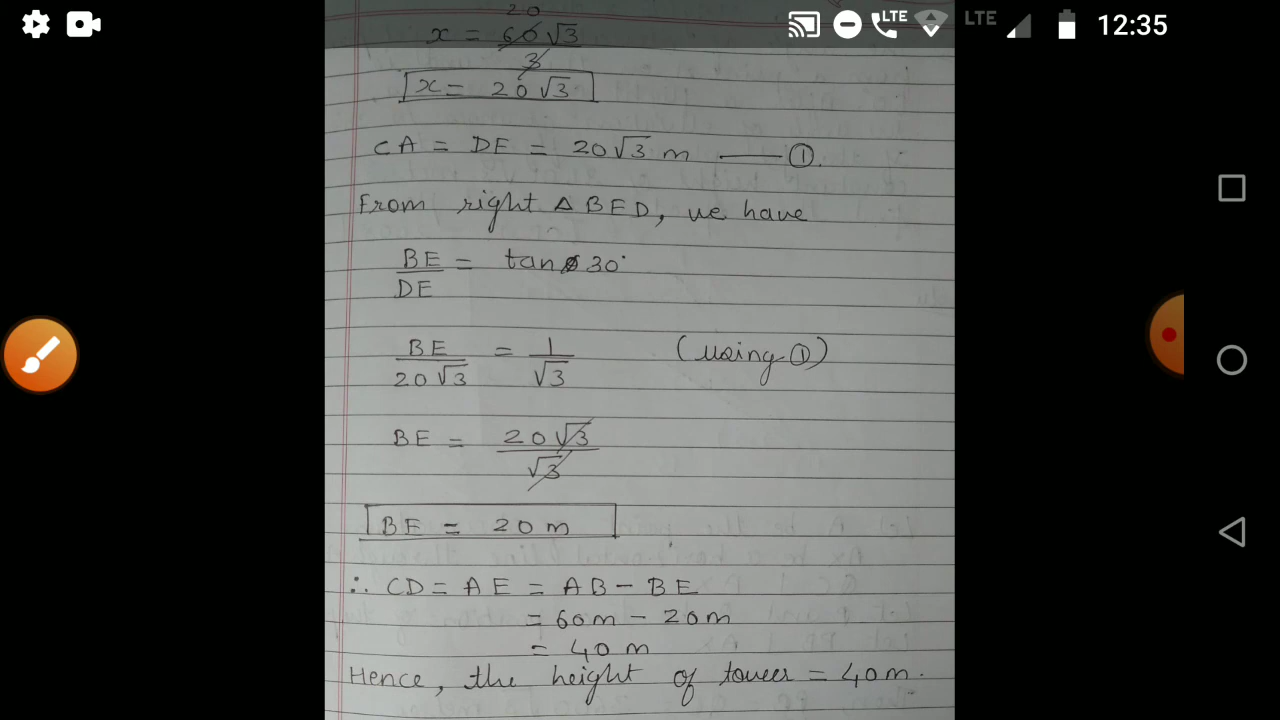 LTE LTE 12:35
20
x = 60√3
3
x = 20√3
CA = DE = 20√3 m —— ①.
From right △ BED, we have
BE = tan 30°
DE
BE = 1 (using ①)
20√3 √3
BE = 20√3
√3
BE = 20 m
∴ CD = AE = AB - BE
= 60m - 20m
= 40 m
Hence, the height of tower = 40m.